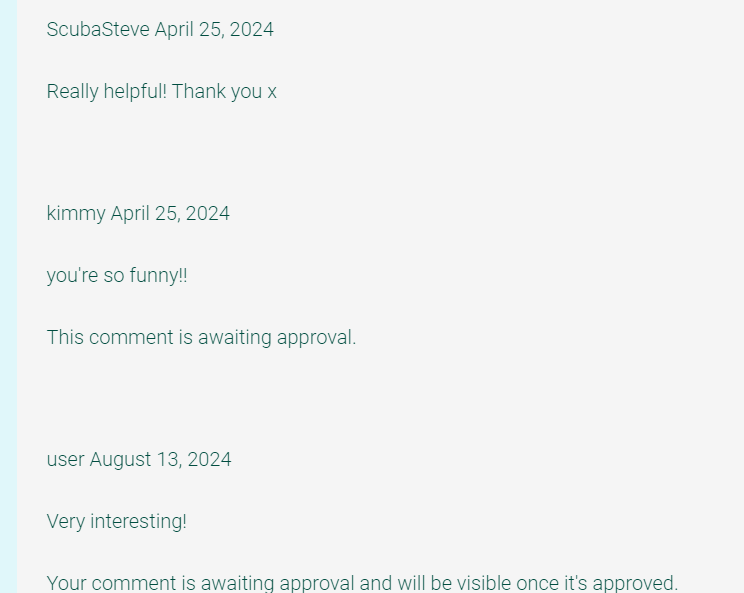 ScubaSteve April 25, 2024
Really helpful! Thank you x
kimmy April 25, 2024
you're so funny!!
This comment is awaiting approval.
user August 13, 2024
Very interesting!
Your comment is awaiting approval and will be visible once it's approved.